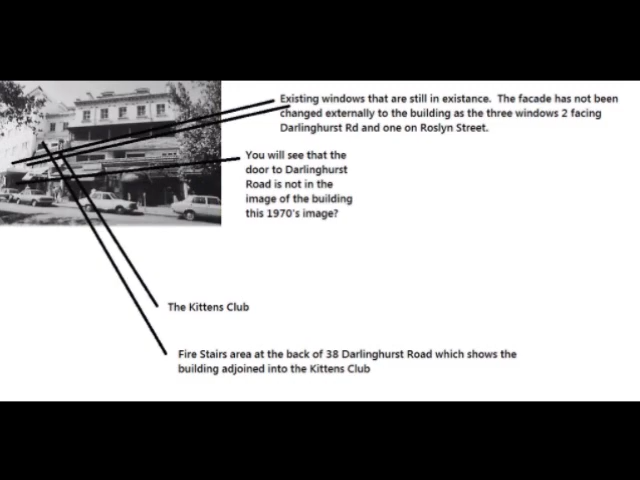 Existing windows that are still in existance. The facade has not been
changed externally to the building as the three windows 2 facing
Darlinghurst Rd and one on Roslyn Street.
You will see that the
door to Darlinghurst
Road is not in the
image of the building
this 1970's image?
The Kittens Club
Fire Stairs area at the back of 38 Darlinghurst Road which shows the
building adjoined into the Kittens Club